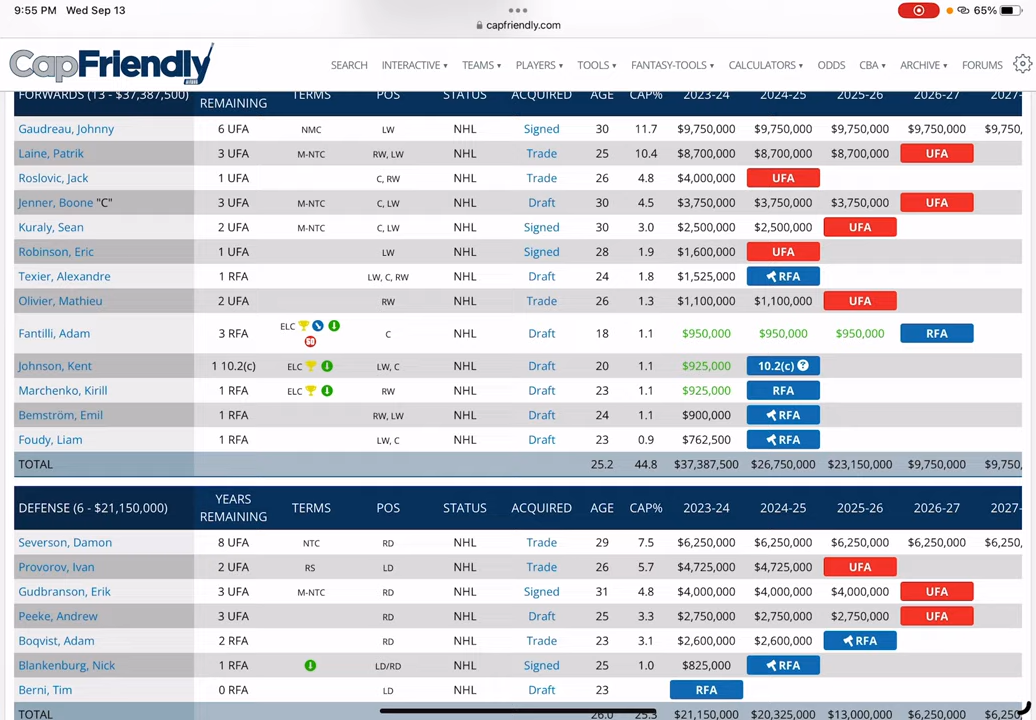 9:55 PM Wed Sep 13 65%
capfriendly.com
CapFriendly SEARCH INTERACTIVE TEAMS PLAYERS TOOLS FANTASY-TOOLS CALCULATORS ODDS CBA ARCHIVE FORUMS
FORWARDS (13 - $37,387,500) REMAINING TERMS POS STATUS ACQUIRED AGE CAP% 2023-24 2024-25 2025-26 2026-27 2027-
Gaudreau, Johnny 6 UFA NMC LW NHL Signed 30 11.7 $9,750,000 $9,750,000 $9,750,000 $9,750,000 $9,750,
Laine, Patrik 3 UFA M-NTC RW, LW NHL Trade 25 10.4 $8,700,000 $8,700,000 $8,700,000 UFA
Roslovic, Jack 1 UFA C, RW NHL Trade 26 4.8 $4,000,000 UFA
Jenner, Boone "C" 3 UFA M-NTC C, LW NHL Draft 30 4.5 $3,750,000 $3,750,000 $3,750,000 UFA
Kuraly, Sean 2 UFA M-NTC C, LW NHL Signed 30 3.0 $2,500,000 $2,500,000 UFA
Robinson, Eric 1 UFA LW NHL Signed 28 1.9 $1,600,000 UFA
Texier, Alexandre 1 RFA LW, C, RW NHL Draft 24 1.8 $1,525,000 RFA
Olivier, Mathieu 2 UFA RW NHL Trade 26 1.3 $1,100,000 $1,100,000 UFA
Fantilli, Adam 3 RFA ELC C NHL Draft 18 1.1 $950,000 $950,000 $950,000 RFA
Johnson, Kent 1 10.2(c) ELC LW, C NHL Draft 20 1.1 $925,000 10.2(c) ?
Marchenko, Kirill 1 RFA ELC RW NHL Draft 23 1.1 $925,000 RFA
Bemström, Emil 1 RFA RW, LW NHL Draft 24 1.1 $900,000 RFA
Foudy, Liam 1 RFA LW, C NHL Draft 23 0.9 $762,500 RFA
TOTAL 25.2 44.8 $37,387,500 $26,750,000 $23,150,000 $9,750,000 $9,750,
DEFENSE (6 - $21,150,000) YEARS REMAINING TERMS POS STATUS ACQUIRED AGE CAP% 2023-24 2024-25 2025-26 2026-27 2027-
Severson, Damon 8 UFA NTC RD NHL Trade 29 7.5 $6,250,000 $6,250,000 $6,250,000 $6,250,000 $6,250,
Provorov, Ivan 2 UFA RS LD NHL Trade 26 5.7 $4,725,000 $4,725,000 UFA
Gudbranson, Erik 3 UFA M-NTC RD NHL Signed 31 4.8 $4,000,000 $4,000,000 $4,000,000 UFA
Peeke, Andrew 3 UFA RD NHL Draft 25 3.3 $2,750,000 $2,750,000 $2,750,000 UFA
Boqvist, Adam 2 RFA RD NHL Trade 23 3.1 $2,600,000 $2,600,000 RFA
Blankenburg, Nick 1 RFA LD/RD NHL Signed 25 1.0 $825,000 RFA
Berni, Tim 0 RFA LD NHL Draft 23 RFA
TOTAL 26.0 25.3 $21,150,000 $20,325,000 $13,000,000 $6,250,000 $6,250,